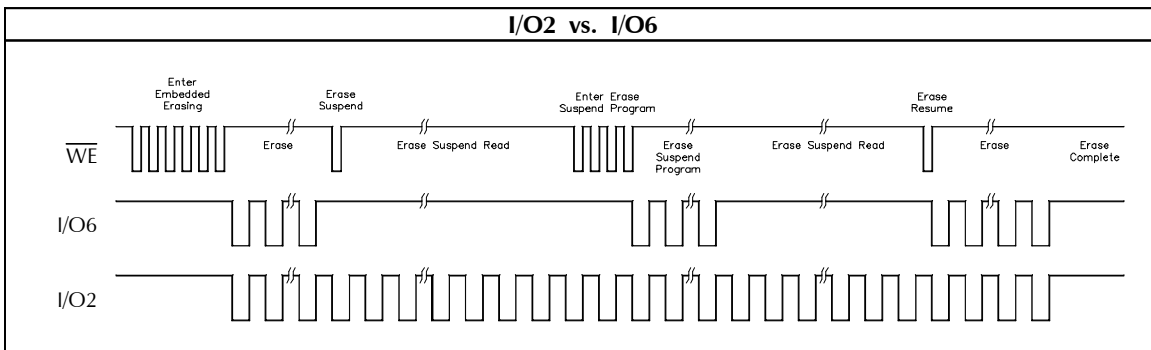 I/O2 vs. I/O6
Enter
Embedded
Erasing
Erase
Suspend
Enter Erase
Suspend Program
Erase
Resume
WE
Erase
Erase Suspend Read
Erase
Suspend
Program
Erase Suspend Read
Erase
Erase
Complete
I/O6
I/O2